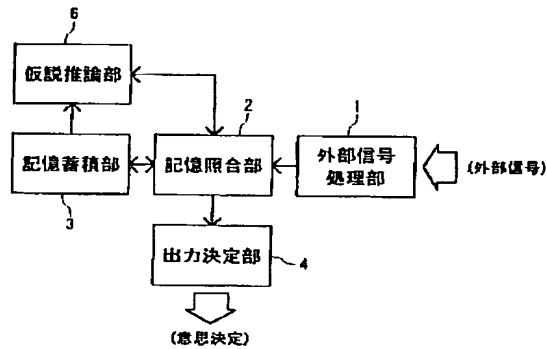 6
仮説推論部
2
1
記憶蓄積部
記憶照合部
外部信号
処理部
(外部信号)
3
出力決定部
4
(意思決定)